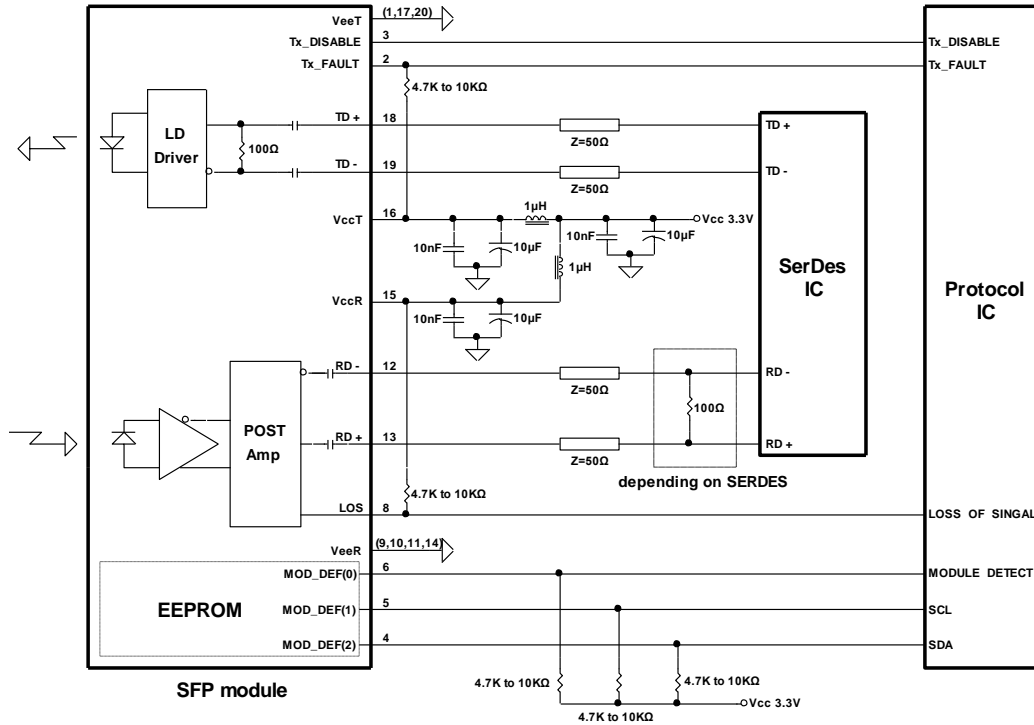 VeeT (1,17,20)
Tx_DISABLE 3 Tx_DISABLE
Tx_FAULT 2 Tx_FAULT
4.7K to 10KΩ
LD
Driver
100Ω
TD + 18 Z=50Ω TD +
TD - 19 Z=50Ω TD -
1µH
VccT 16 Vcc 3.3V
10nF 10µF 10nF 10µF
1µH
SerDes
IC
Protocol
IC
VccR 15
10nF 10µF
RD - 12 Z=50Ω RD -
100Ω
POST
Amp
RD + 13 Z=50Ω RD +
depending on SERDES
4.7K to 10KΩ
LOS 8 LOSS OF SINGAL
VeeR (9,10,11,14)
MOD_DEF(0) 6 MODULE DETECT
EEPROM
MOD_DEF(1) 5 SCL
MOD_DEF(2) 4 SDA
4.7K to 10KΩ 4.7K to 10KΩ
SFP module
Vcc 3.3V
4.7K to 10KΩ